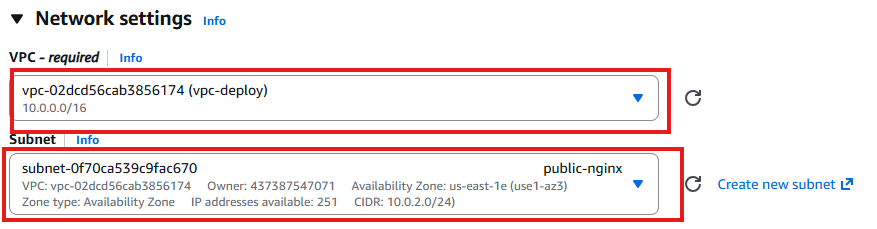 Network settings Info
VPC - required Info
vpc-02dcd56cab3856174 (vpc-deploy)
10.0.0.0/16
Subnet Info
subnet-0f70ca539c9fac670 public-nginx
VPC: vpc-02dcd56cab3856174 Owner: 437387547071 Availability Zone: us-east-1e (use1-az3)
Zone type: Availability Zone IP addresses available: 251 CIDR: 10.0.2.0/24)
Create new subnet